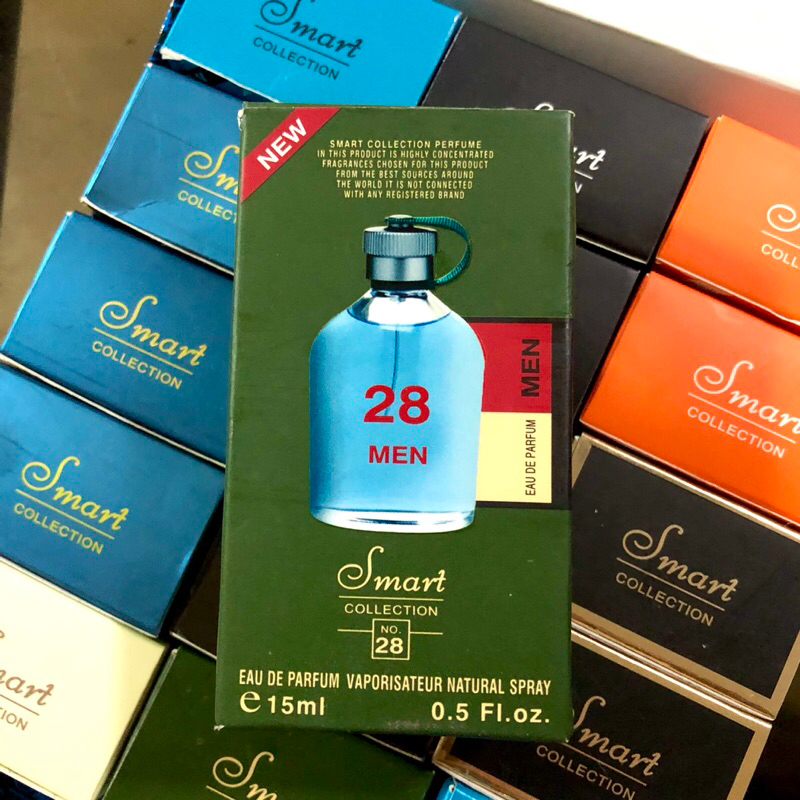 Smart
COLLECTION
NEW
SMART COLLECTION PERFUME
IN THIS PRODUCT IS HIGHLY CONCENTRATED
FRAGRANCES CHOSEN FOR THIS PRODUCT
FROM THE BEST SOURCES AROUND
THE WORLD IT IS NOT CONNECTED
WITH ANY REGISTERED BRAND
28
MEN
MEN
EAU DE PARFUM
Smart
COLLECTION
NO.
28
EAU DE PARFUM VAPORISATEUR NATURAL SPRAY
e 15ml 0.5 Fl.oz.
Smart
COLLECTION
Smart
COLLECTION
Smart
COLLECTION
Smart
COLLECTION
Smart
COLLECTION